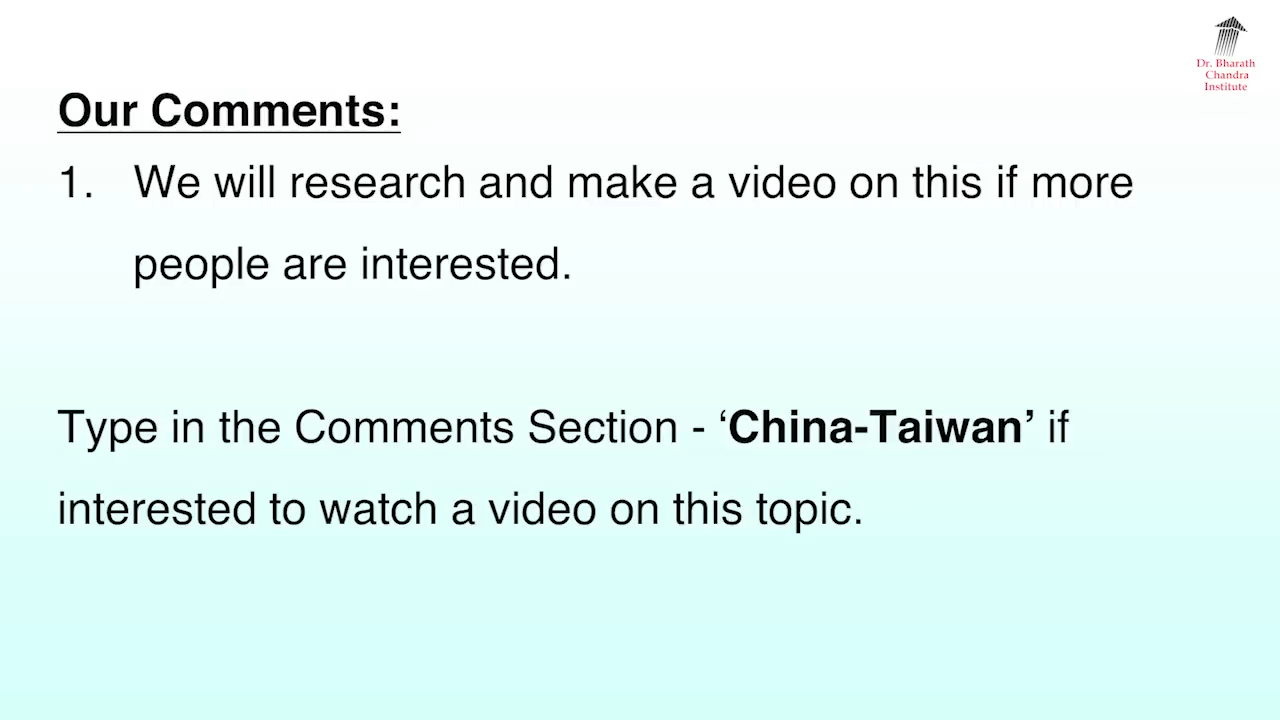 Dr. Bharath
Chandra
Institute
Our Comments:
1. We will research and make a video on this if more
people are interested.
Type in the Comments Section - ‘China-Taiwan’ if
interested to watch a video on this topic.